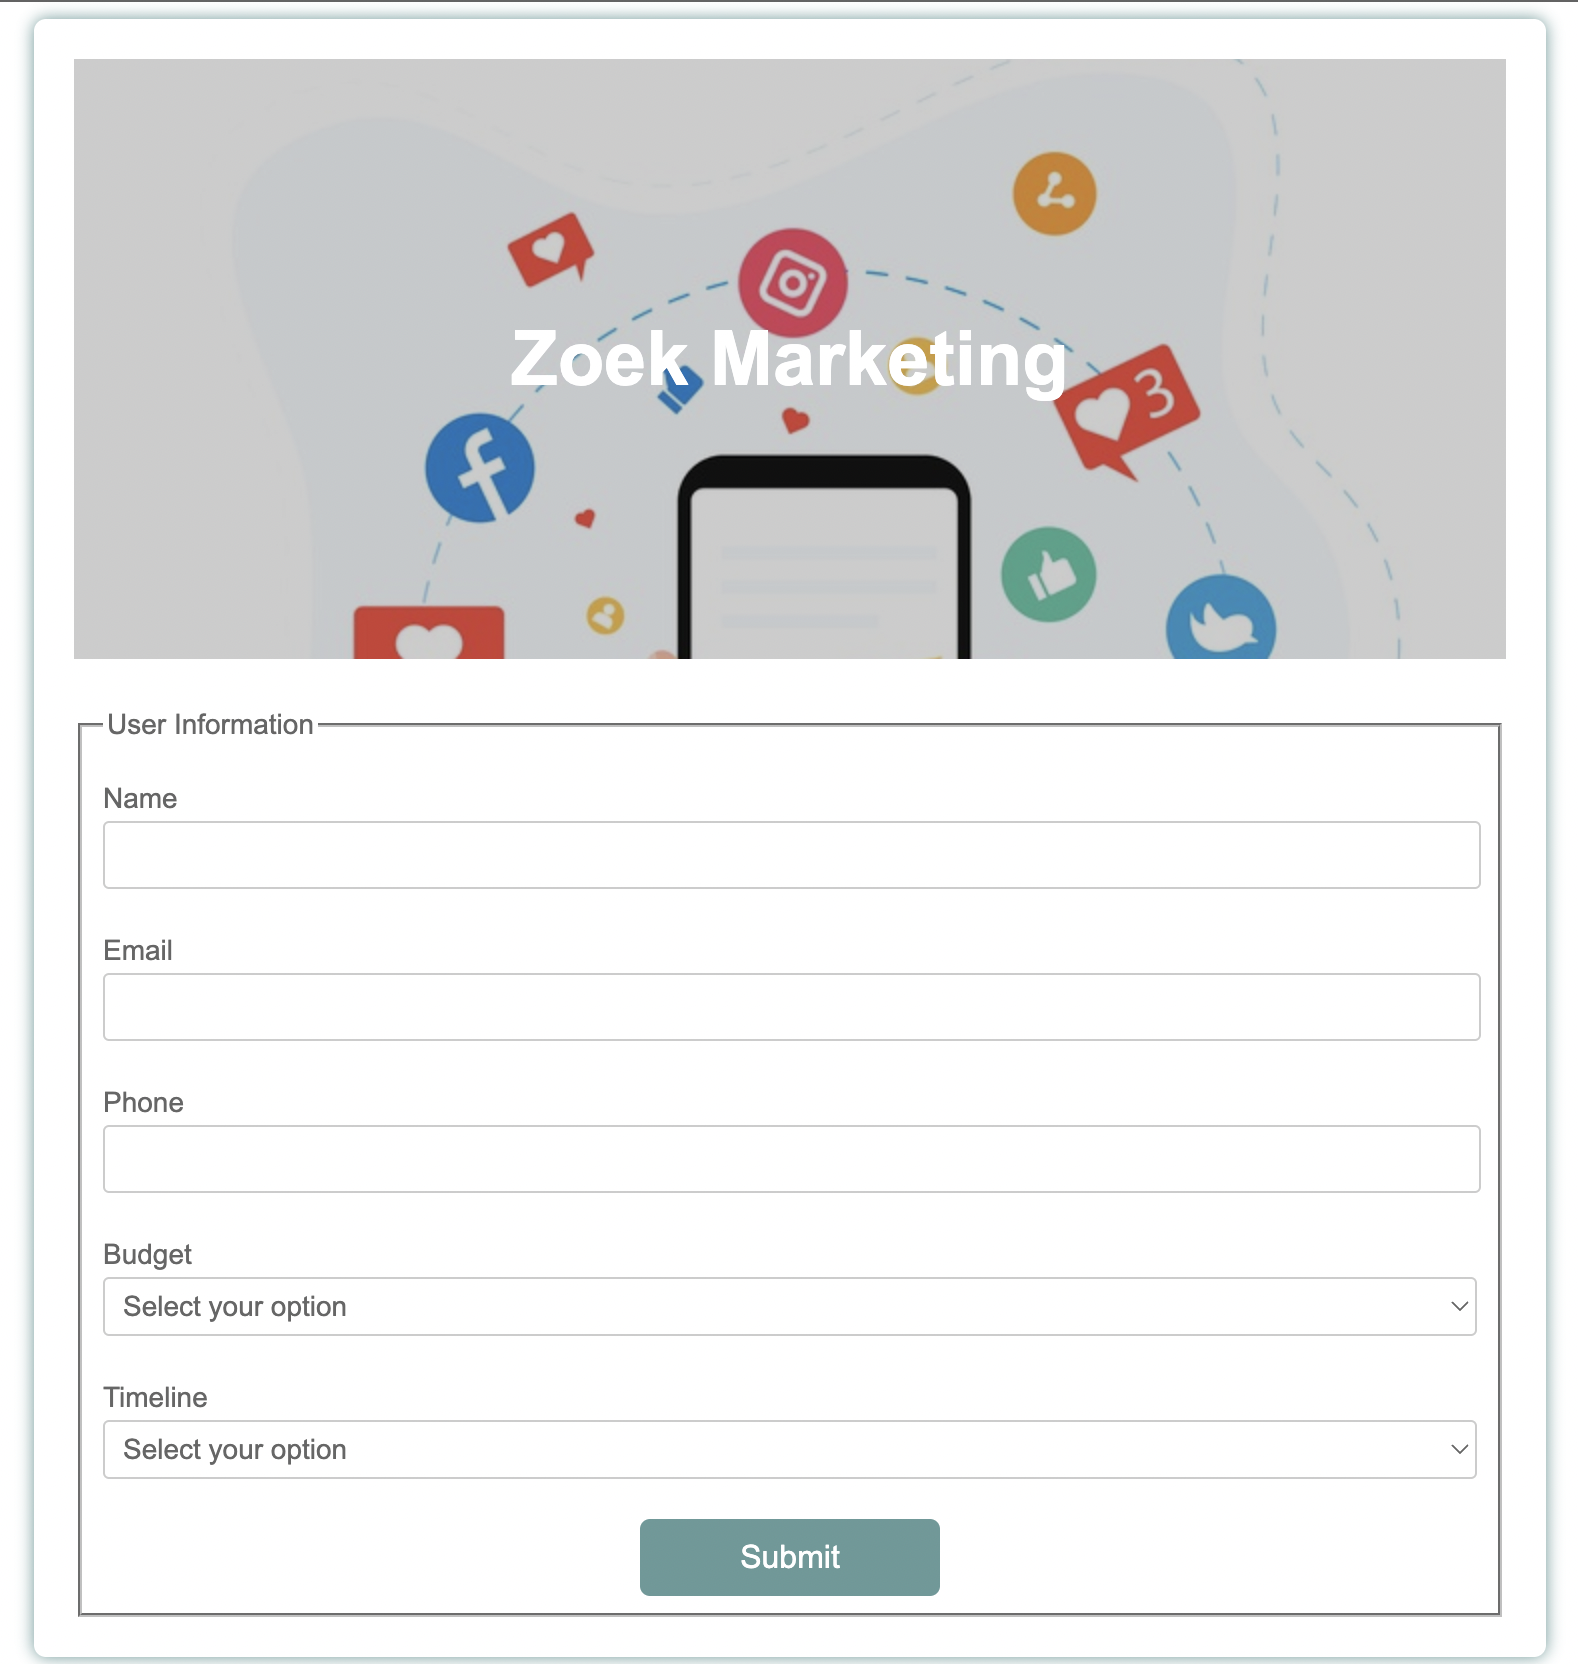 3
Zoek Marketing
User Information
Name
Email
Phone
Budget
Select your option
Timeline
Select your option
Submit